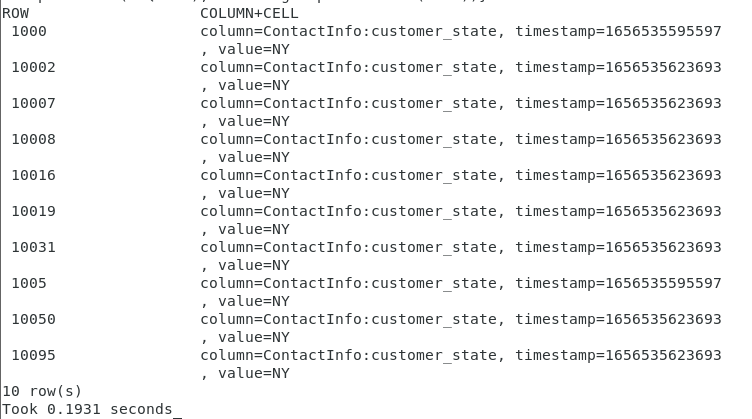 ROW COLUMN+CELL
1000 column=ContactInfo:customer_state, timestamp=1656535595597
, value=NY
10002 column=ContactInfo:customer_state, timestamp=1656535623693
, value=NY
10007 column=ContactInfo:customer_state, timestamp=1656535623693
, value=NY
10008 column=ContactInfo:customer_state, timestamp=1656535623693
, value=NY
10016 column=ContactInfo:customer_state, timestamp=1656535623693
, value=NY
10019 column=ContactInfo:customer_state, timestamp=1656535623693
, value=NY
10031 column=ContactInfo:customer_state, timestamp=1656535623693
, value=NY
1005 column=ContactInfo:customer_state, timestamp=1656535595597
, value=NY
10050 column=ContactInfo:customer_state, timestamp=1656535623693
, value=NY
10095 column=ContactInfo:customer_state, timestamp=1656535623693
, value=NY
10 row(s)
Took 0.1931 seconds_